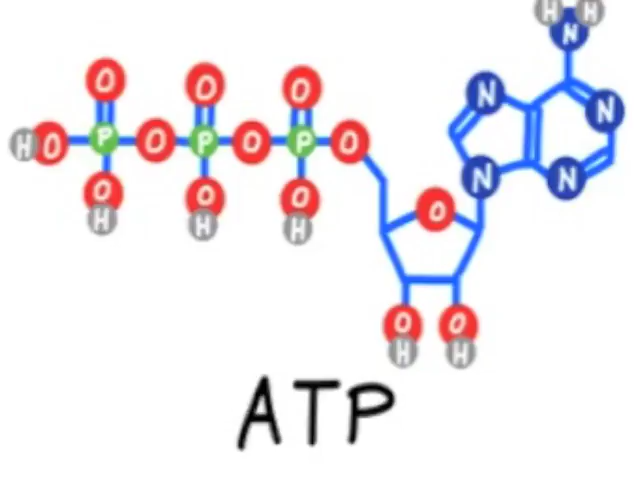 H H
N
O O O N N
H O P O P O P O
O O O N N
H H H O
O O
H H
ATP